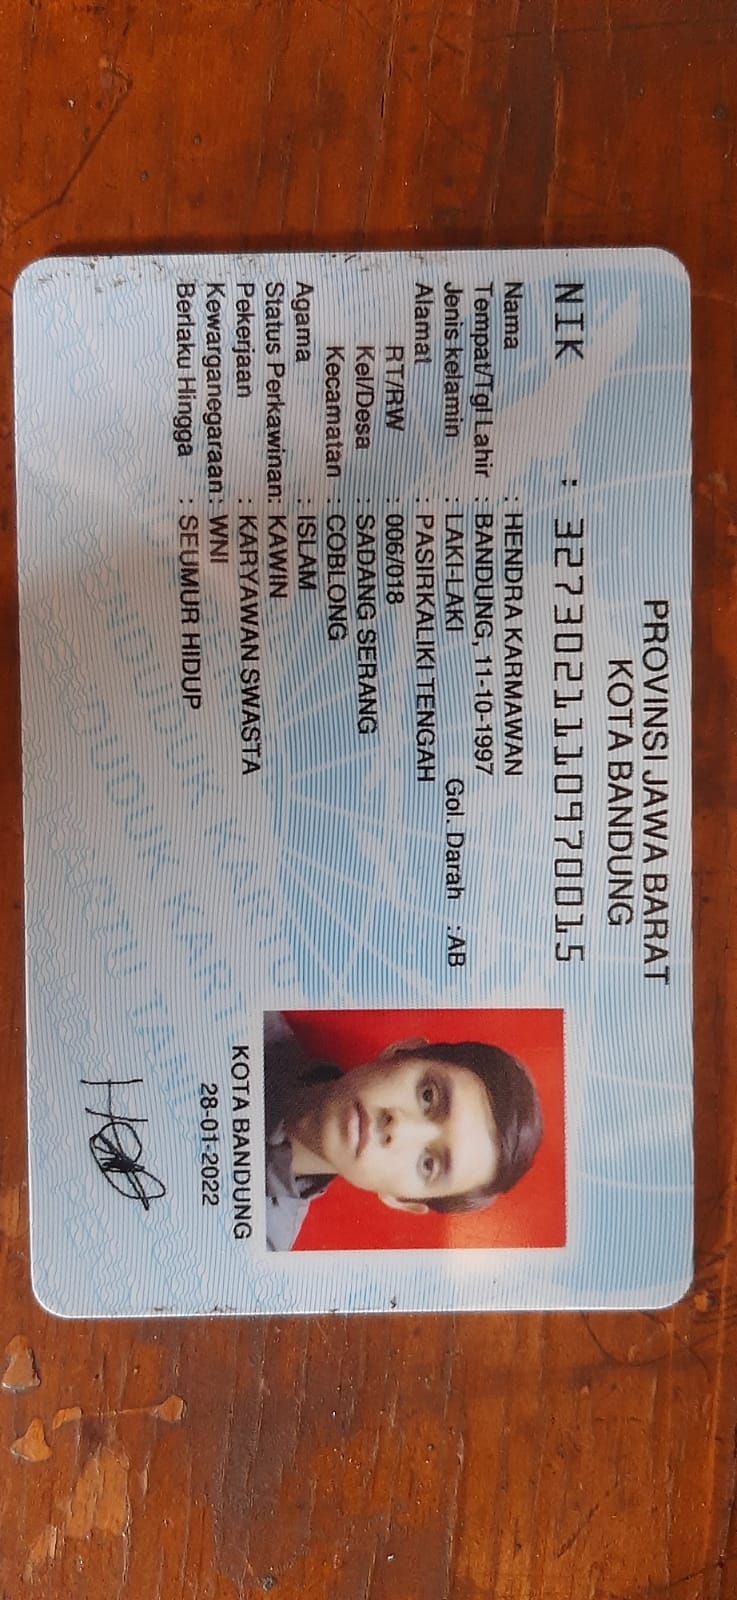 PROVINSI JAWA BARAT
KOTA BANDUNG
NIK : 3273021110970015
Nama : HENDRA KARMAWAN
Tempat/Tgl Lahir : BANDUNG, 11-10-1997
Jenis kelamin : LAKI-LAKI Gol. Darah :AB
Alamat : PASIRKALIKI TENGAH
RT/RW : 006/018
Kel/Desa : SADANG SERANG
Kecamatan : COBLONG
Agama : ISLAM
Status Perkawinan: KAWIN
Pekerjaan : KARYAWAN SWASTA
Kewarganegaraan: WNI
Berlaku Hingga : SEUMUR HIDUP
KOTA BANDUNG
28-01-2022